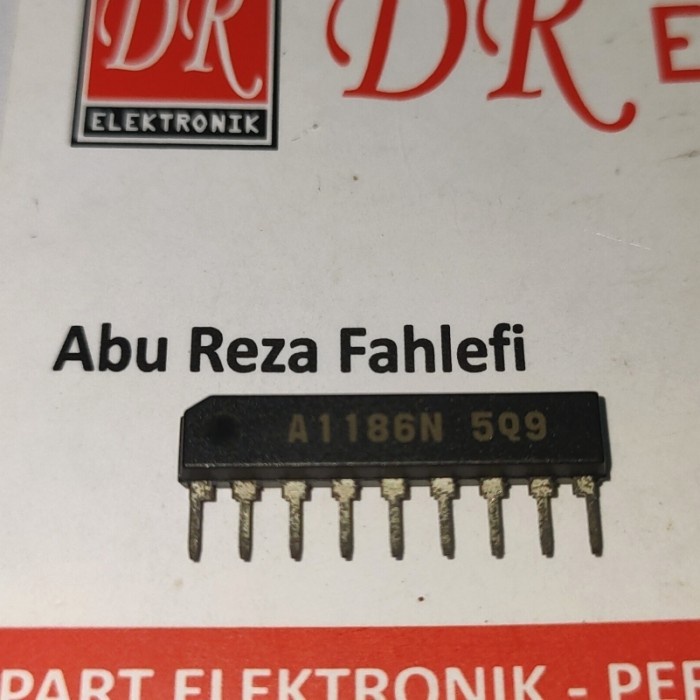 DR
ELEKTRONIK
DR E
Abu Reza Fahlefi
A1186N 5Q9
PART ELEKTRONIK - PE